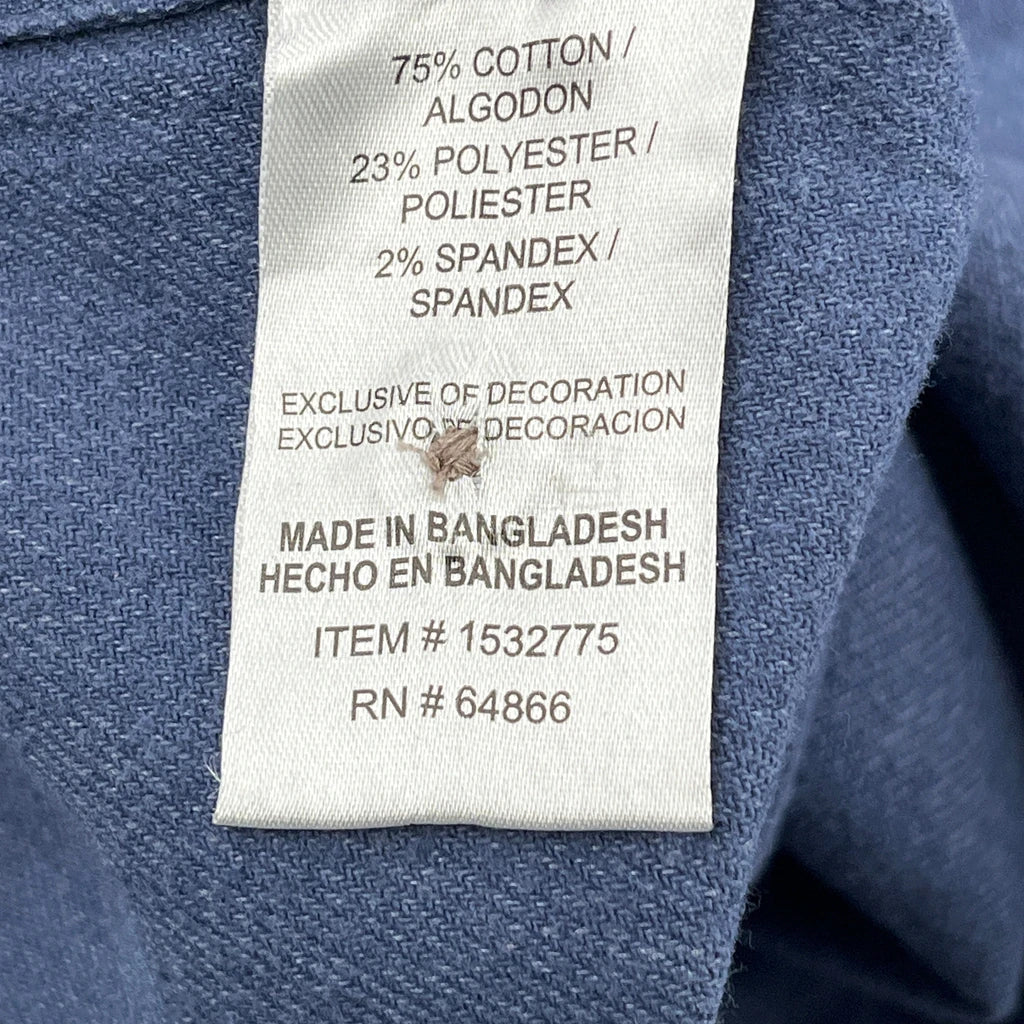 75% COTTON /
ALGODON
23% POLYESTER /
POLIESTER
2% SPANDEX /
SPANDEX
EXCLUSIVE OF DECORATION
EXCLUSIVO DE DECORACION
MADE IN BANGLADESH
HECHO EN BANGLADESH
ITEM # 1532775
RN # 64866